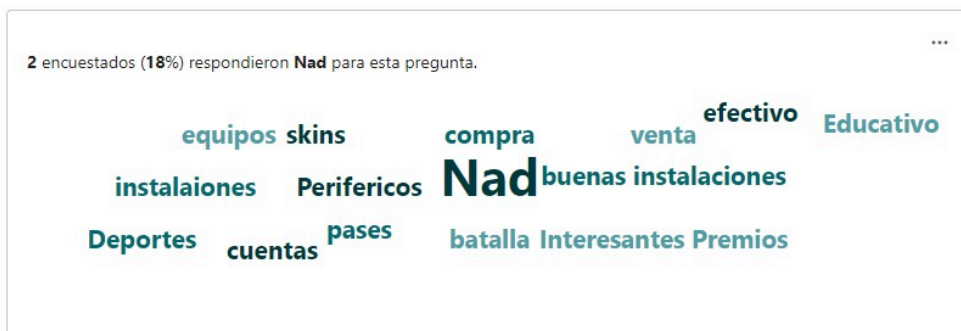 ...
2 encuestados (18%) respondieron Nad para esta pregunta.
efectivo
equipos skins compra venta Educativo
instalaiones Perifericos Nad buenas instalaciones
Deportes cuentas pases batalla Interesantes Premios